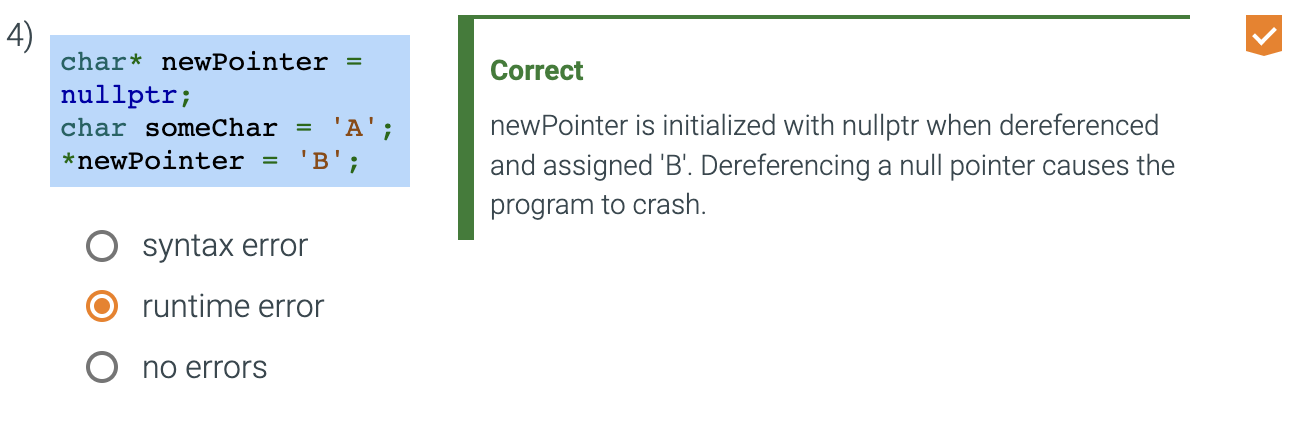 4)
char* newPointer =
nullptr;
char someChar = 'A';
*newPointer = 'B';
syntax error
runtime error
no errors
Correct
newPointer is initialized with nullptr when dereferenced
and assigned 'B'. Dereferencing a null pointer causes the
program to crash.